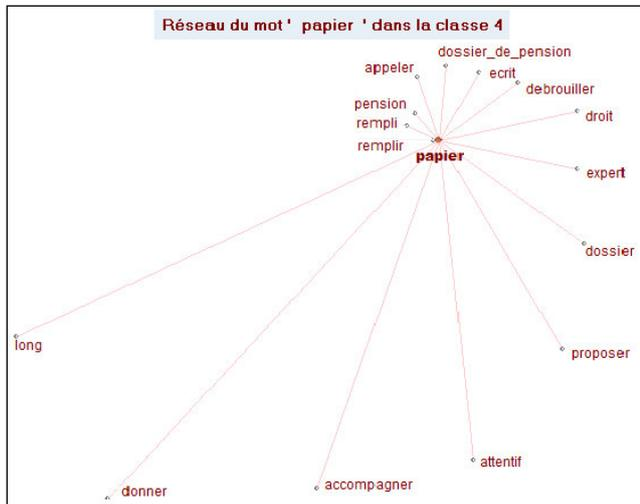 Réseau du mot ' papier ' dans la classe 4
dossier_de_pension
appeler
ecrit
debrouiller
pension
droit
rempli
remplir
papier
expert
dossier
long
proposer
attentif
donner
accompagner